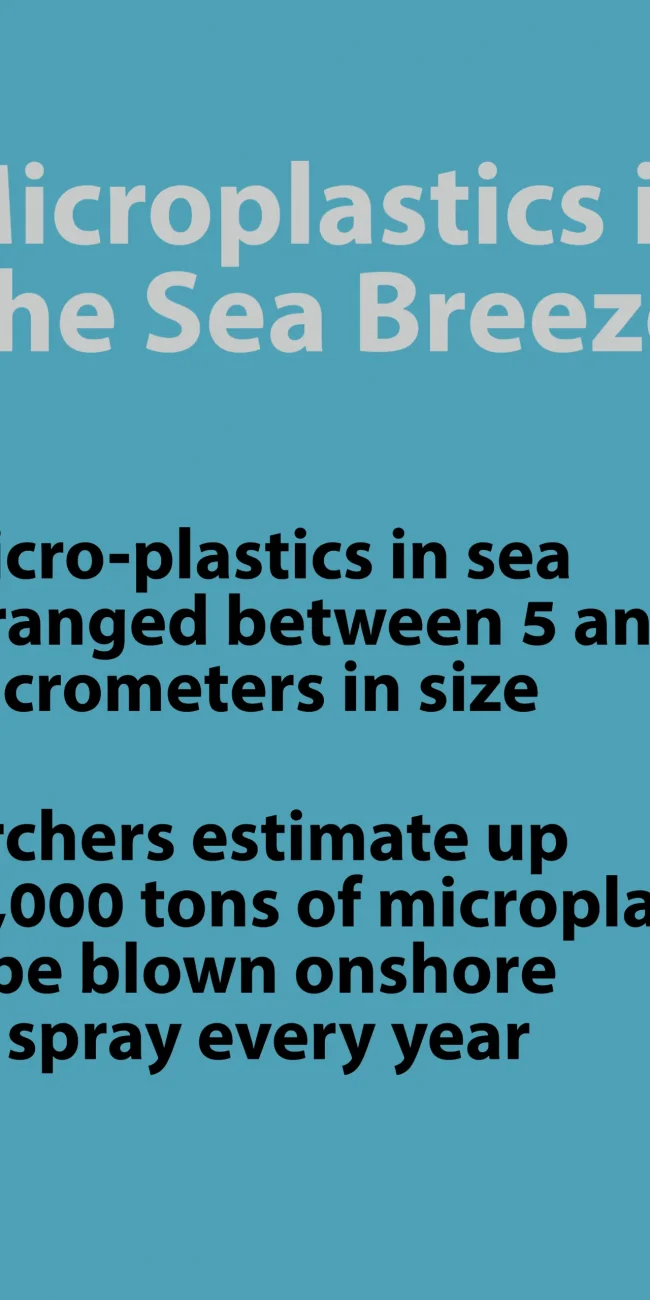 Microplastics i
he Sea Breeze
icro-plastics in sea
ranged between 5 an
crometers in size
rchers estimate up
,000 tons of micropla
be blown onshore
spray every year